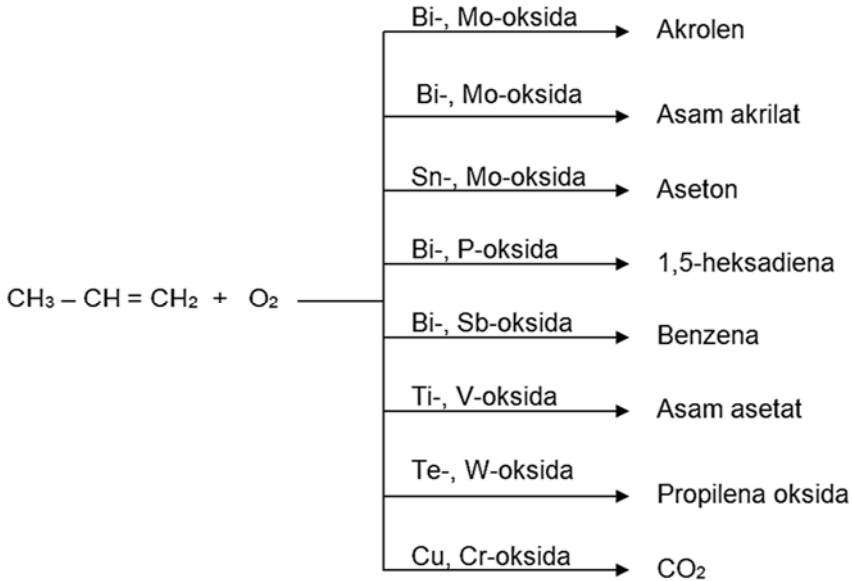 Bi-, Mo-oksida
Akrolen
Bi-, Mo-oksida
Asam akrilat
Sn-, Mo-oksida
Aseton
Bi-, P-oksida
1,5-heksadiena
CH₃ – CH = CH₂ + O₂
Bi-, Sb-oksida
Benzena
Ti-, V-oksida
Asam asetat
Te-, W-oksida
Propilena oksida
Cu, Cr-oksida
CO₂